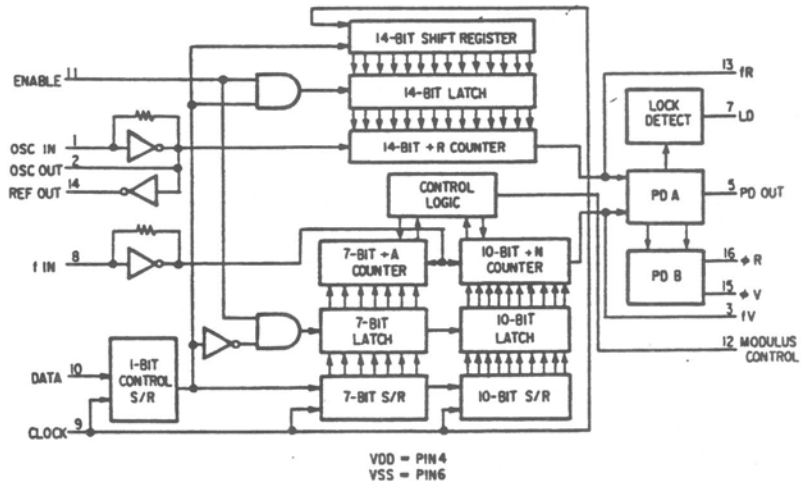 14-BIT SHIFT REGISTER
ENABLE 11
13 fR
14-BIT LATCH
LOCK DETECT
7 LD
OSC IN 1
OSC OUT 2
REF OUT 14
14-BIT ÷R COUNTER
CONTROL LOGIC
PD A
5 PD OUT
f IN 8
7-BIT ÷A COUNTER
10-BIT ÷N COUNTER
PD B
16 ϕR
15 ϕV
3 fV
7-BIT LATCH
10-BIT LATCH
12 MODULUS CONTROL
DATA 10
1-BIT CONTROL S/R
7-BIT S/R
10-BIT S/R
CLOCK 9
VDD = PIN4
VSS = PIN6